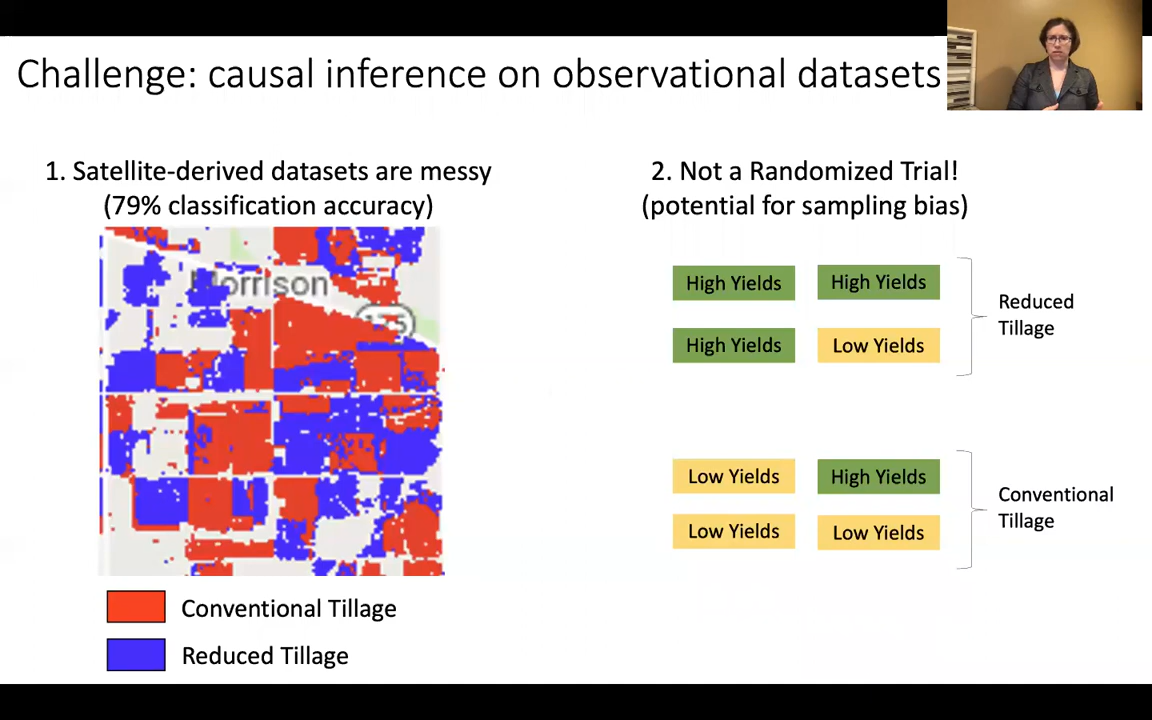 Challenge: causal inference on observational datasets
1. Satellite-derived datasets are messy
(79% classification accuracy)
Morrison
Conventional Tillage
Reduced Tillage
2. Not a Randomized Trial!
(potential for sampling bias)
High Yields High Yields
High Yields Low Yields
Reduced
Tillage
Low Yields High Yields
Low Yields Low Yields
Conventional
Tillage